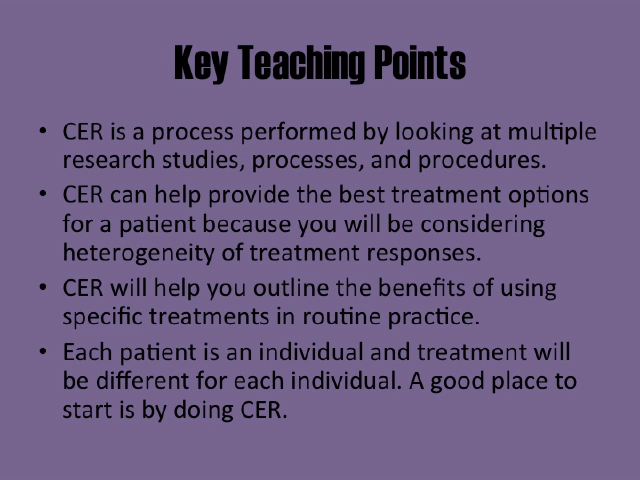 Key Teaching Points
• CER is a process performed by looking at multiple
research studies, processes, and procedures.
• CER can help provide the best treatment options
for a patient because you will be considering
heterogeneity of treatment responses.
• CER will help you outline the benefits of using
specific treatments in routine practice.
• Each patient is an individual and treatment will
be different for each individual. A good place to
start is by doing CER.